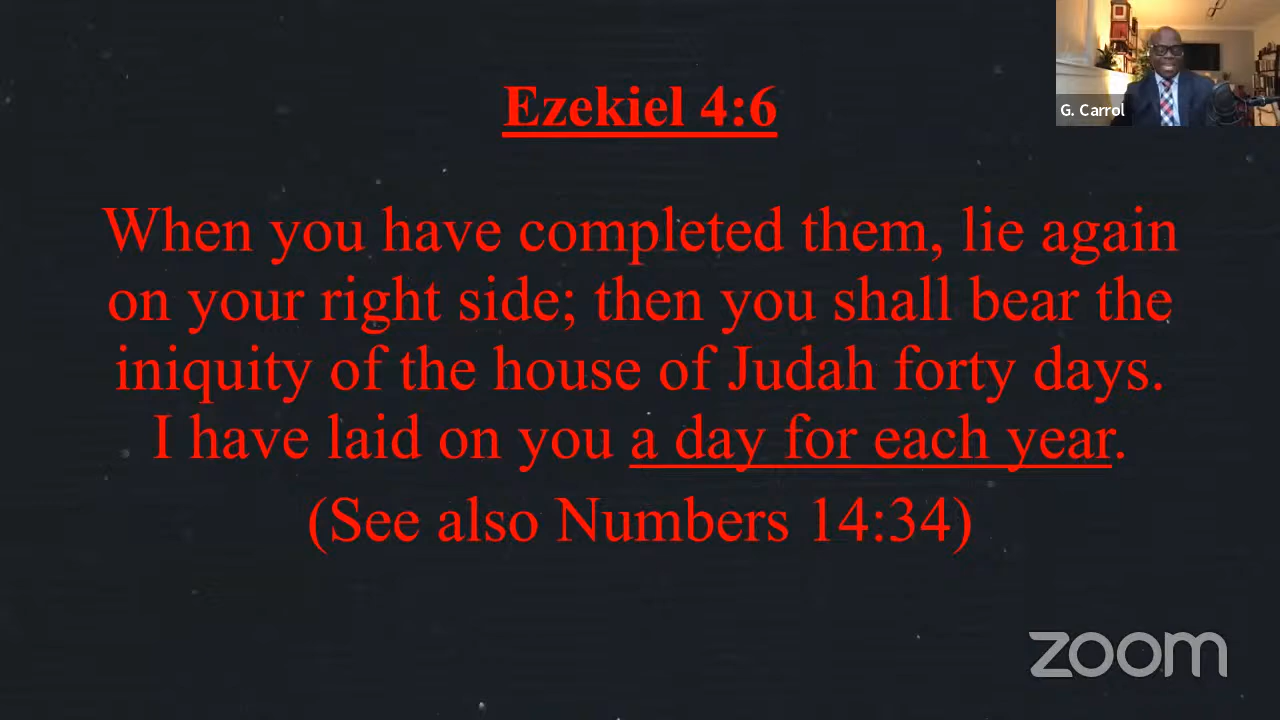 Ezekiel 4:6
G. Carrol
When you have completed them, lie again
on your right side; then you shall bear the
iniquity of the house of Judah forty days.
I have laid on you a day for each year.
(See also Numbers 14:34)
zoom